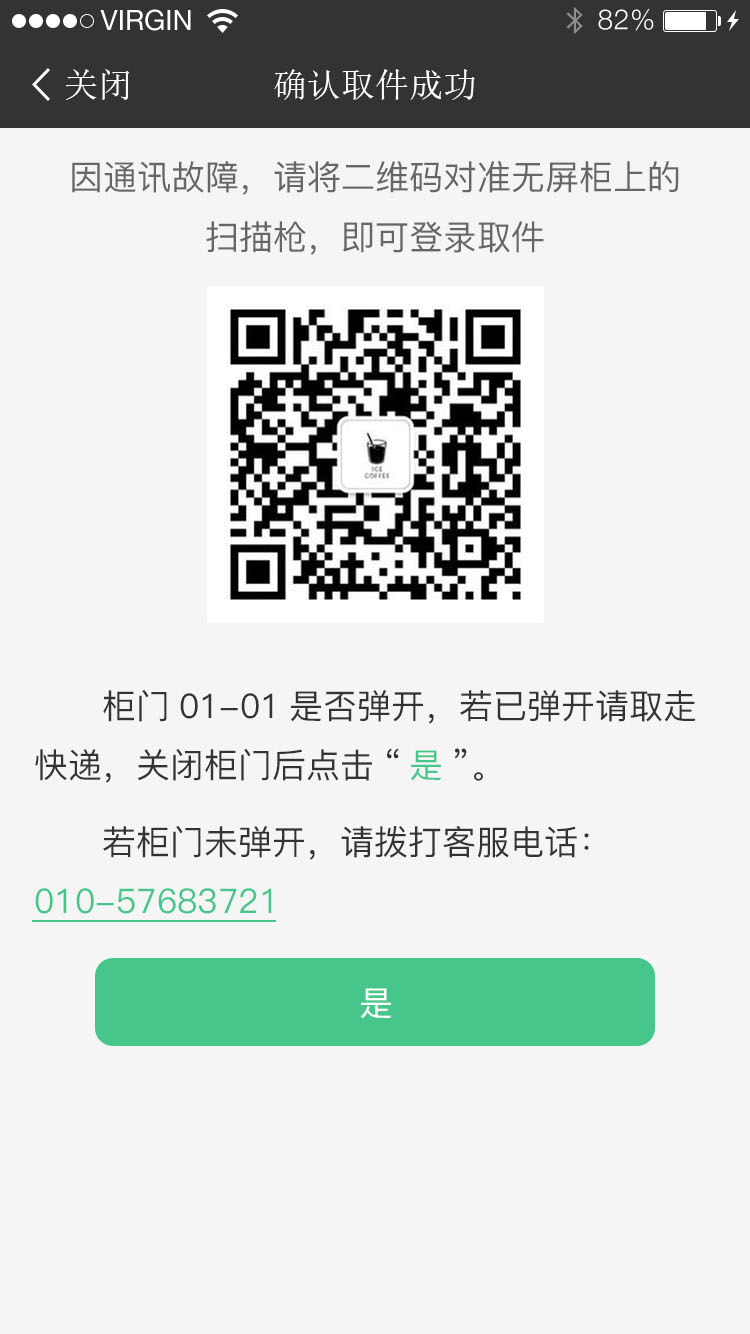 VIRGIN 82%
关闭 确认取件成功
因通讯故障，请将二维码对准无屏柜上的
扫描枪，即可登录取件
ICE
COFFEE
柜门 01-01 是否弹开，若已弹开请取走
快递，关闭柜门后点击 “ 是 ”。
若柜门未弹开，请拨打客服电话：
010-57683721
是